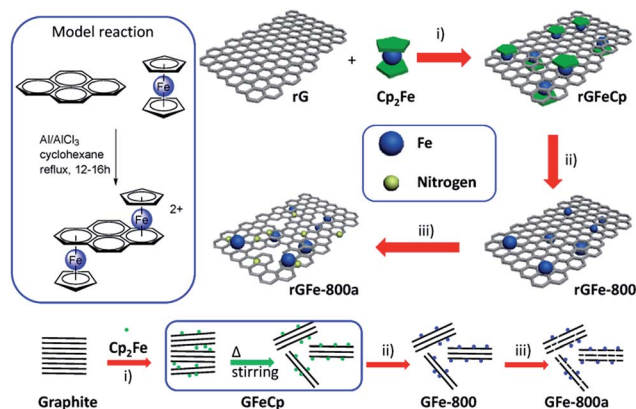 Model reaction
Fe
Al/AlCl3
cyclohexane
reflux, 12-16h
Fe
2+
Fe
rG
+
Cp2Fe
i)
rGFeCp
ii)
Fe
Nitrogen
rGFe-800a
iii)
rGFe-800
Graphite
Cp2Fe
i)
Δ
stirring
GFeCp
ii)
GFe-800
iii)
GFe-800a